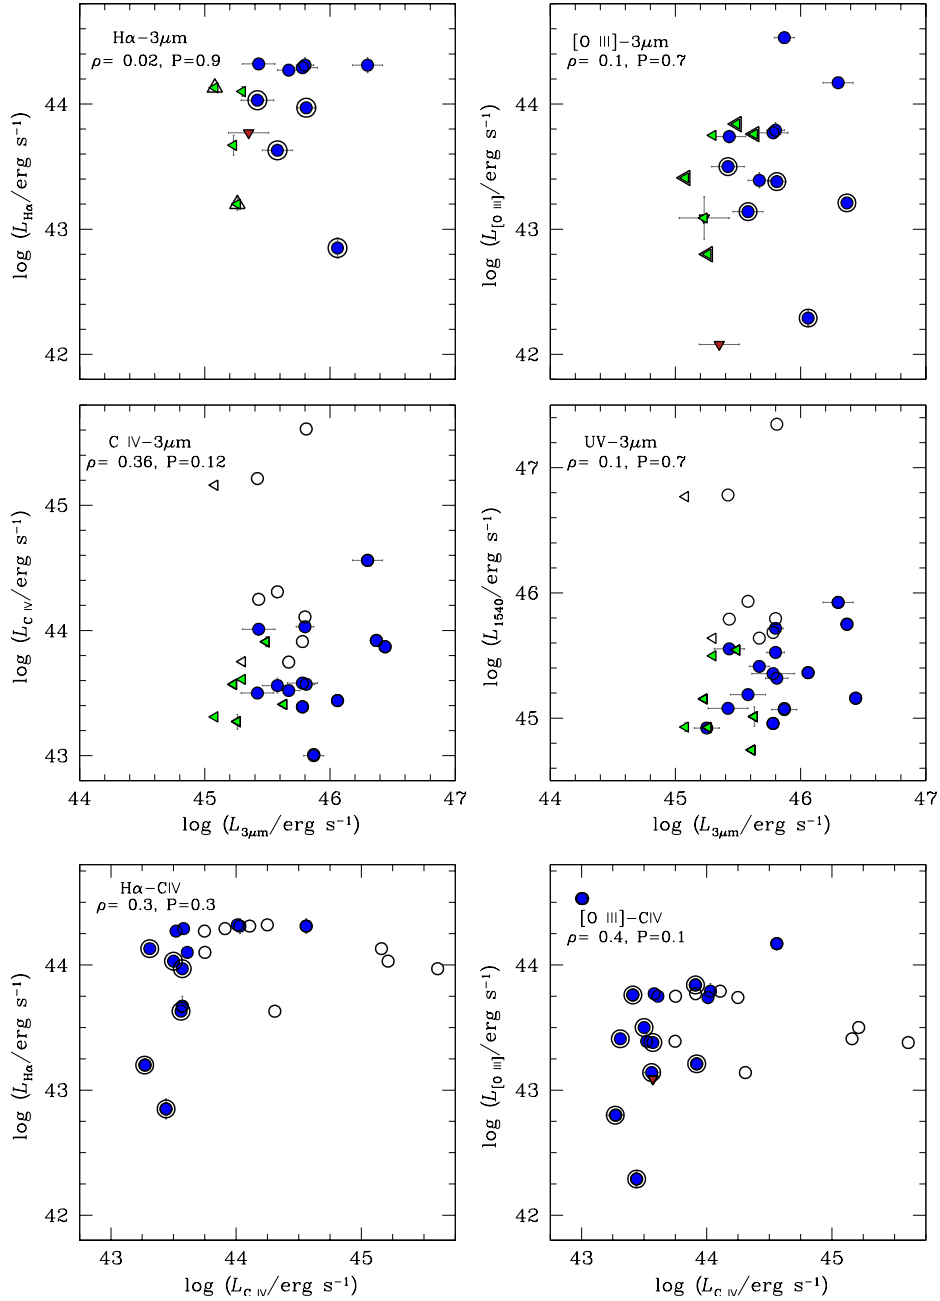 Hα-3μm
ρ= 0.02, P=0.9
44
43
42
log (L_Hα/erg s⁻¹)
[O III]-3μm
ρ= 0.1, P=0.7
44
43
42
log (L_[O III]/erg s⁻¹)
C IV-3μm
ρ= 0.36, P=0.12
45
44
43
log (L_C IV/erg s⁻¹)
44 45 46 47
log (L_3μm/erg s⁻¹)
UV-3μm
ρ= 0.1, P=0.7
47
46
45
log (L_1540/erg s⁻¹)
44 45 46 47
log (L_3μm/erg s⁻¹)
Hα-CIV
ρ= 0.3, P=0.3
44
43
42
log (L_Hα/erg s⁻¹)
43 44 45
log (L_C IV/erg s⁻¹)
[O III]-CIV
ρ= 0.4, P=0.1
44
43
42
log (L_[O III]/erg s⁻¹)
43 44 45
log (L_C IV/erg s⁻¹)